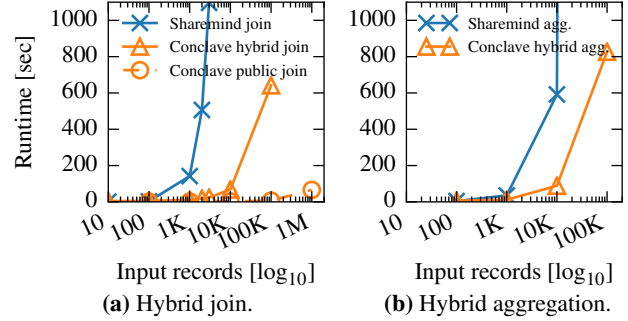 1000
800
600
400
200
0
Runtime [sec]
Sharemind join
Conclave hybrid join
Conclave public join
10
100
1K
10K
100K
1M
Input records [log10]
(a) Hybrid join.
1000
800
600
400
200
0
Sharemind agg.
Conclave hybrid agg.
10
100
1K
10K
100K
Input records [log10]
(b) Hybrid aggregation.